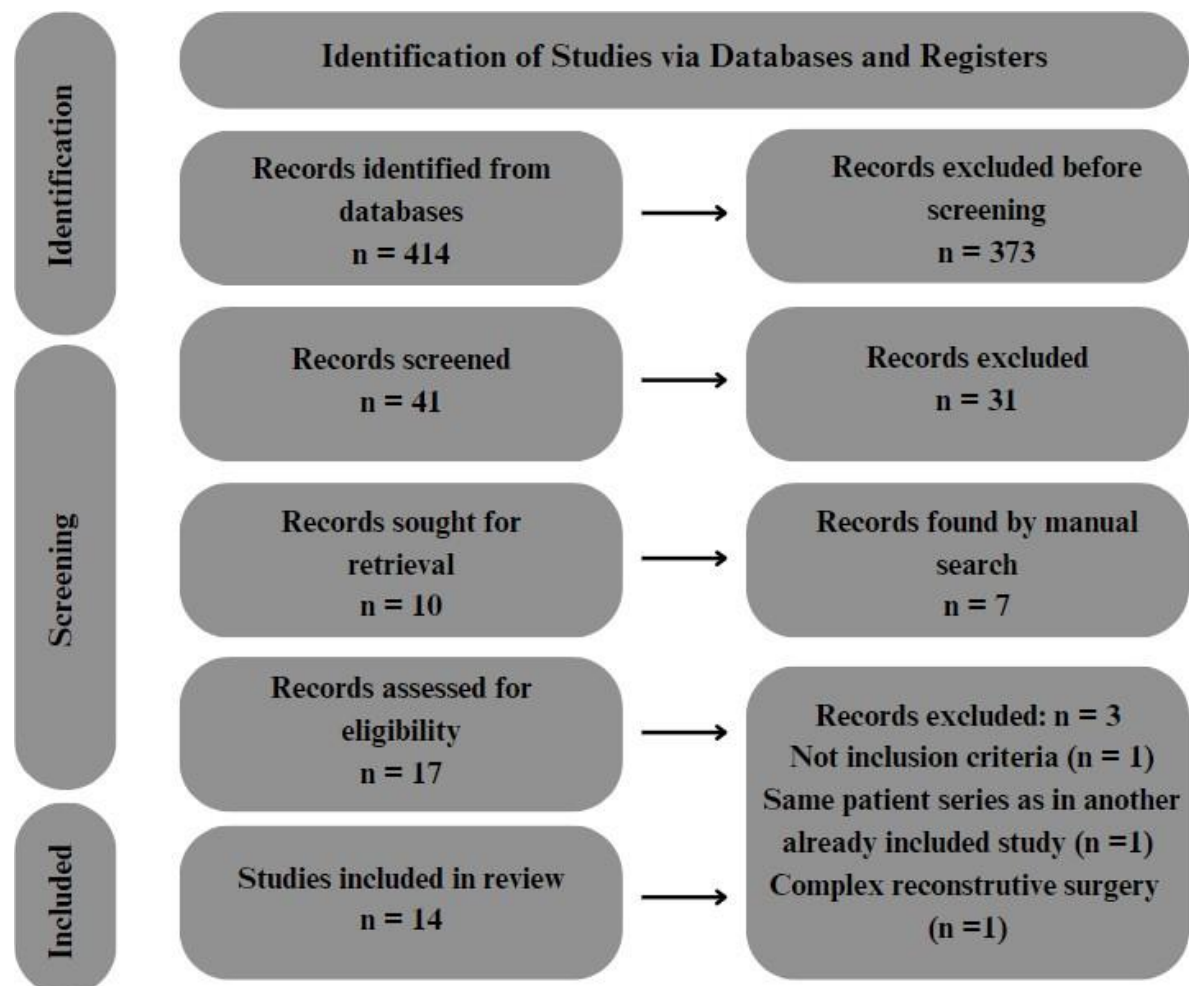 Identification of Studies via Databases and Registers
Identification
Records identified from
databases
n = 414
Records excluded before
screening
n = 373
Records screened
n = 41
Records excluded
n = 31
Screening
Records sought for
retrieval
n = 10
Records found by manual
search
n = 7
Records assessed for
eligibility
n = 17
Records excluded: n = 3
Not inclusion criteria (n = 1)
Same patient series as in another
already included study (n =1)
Complex reconstrutive surgery
(n =1)
Included
Studies included in review
n = 14